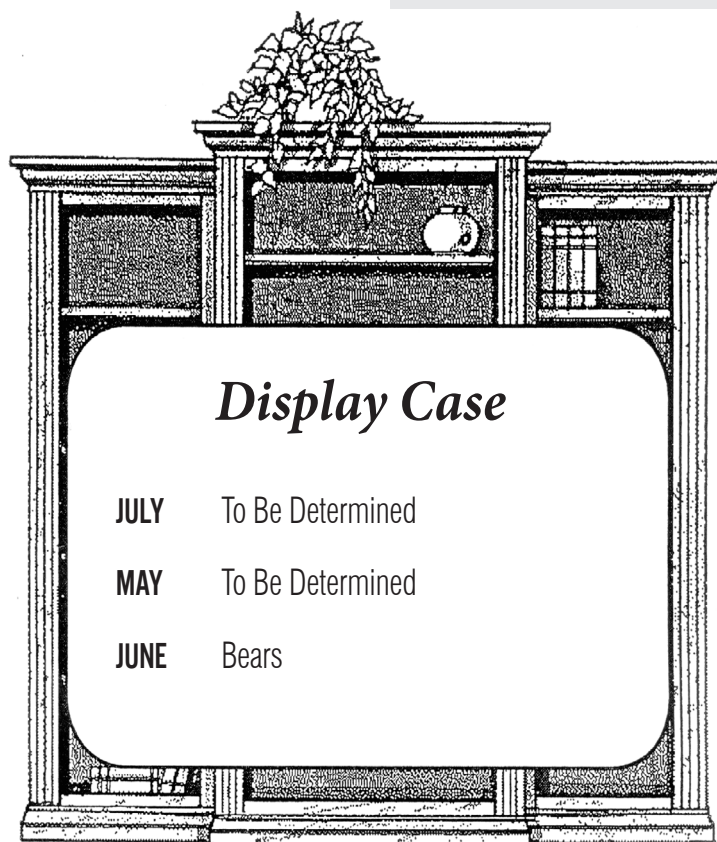 Display Case
JULY To Be Determined
MAY To Be Determined
JUNE Bears